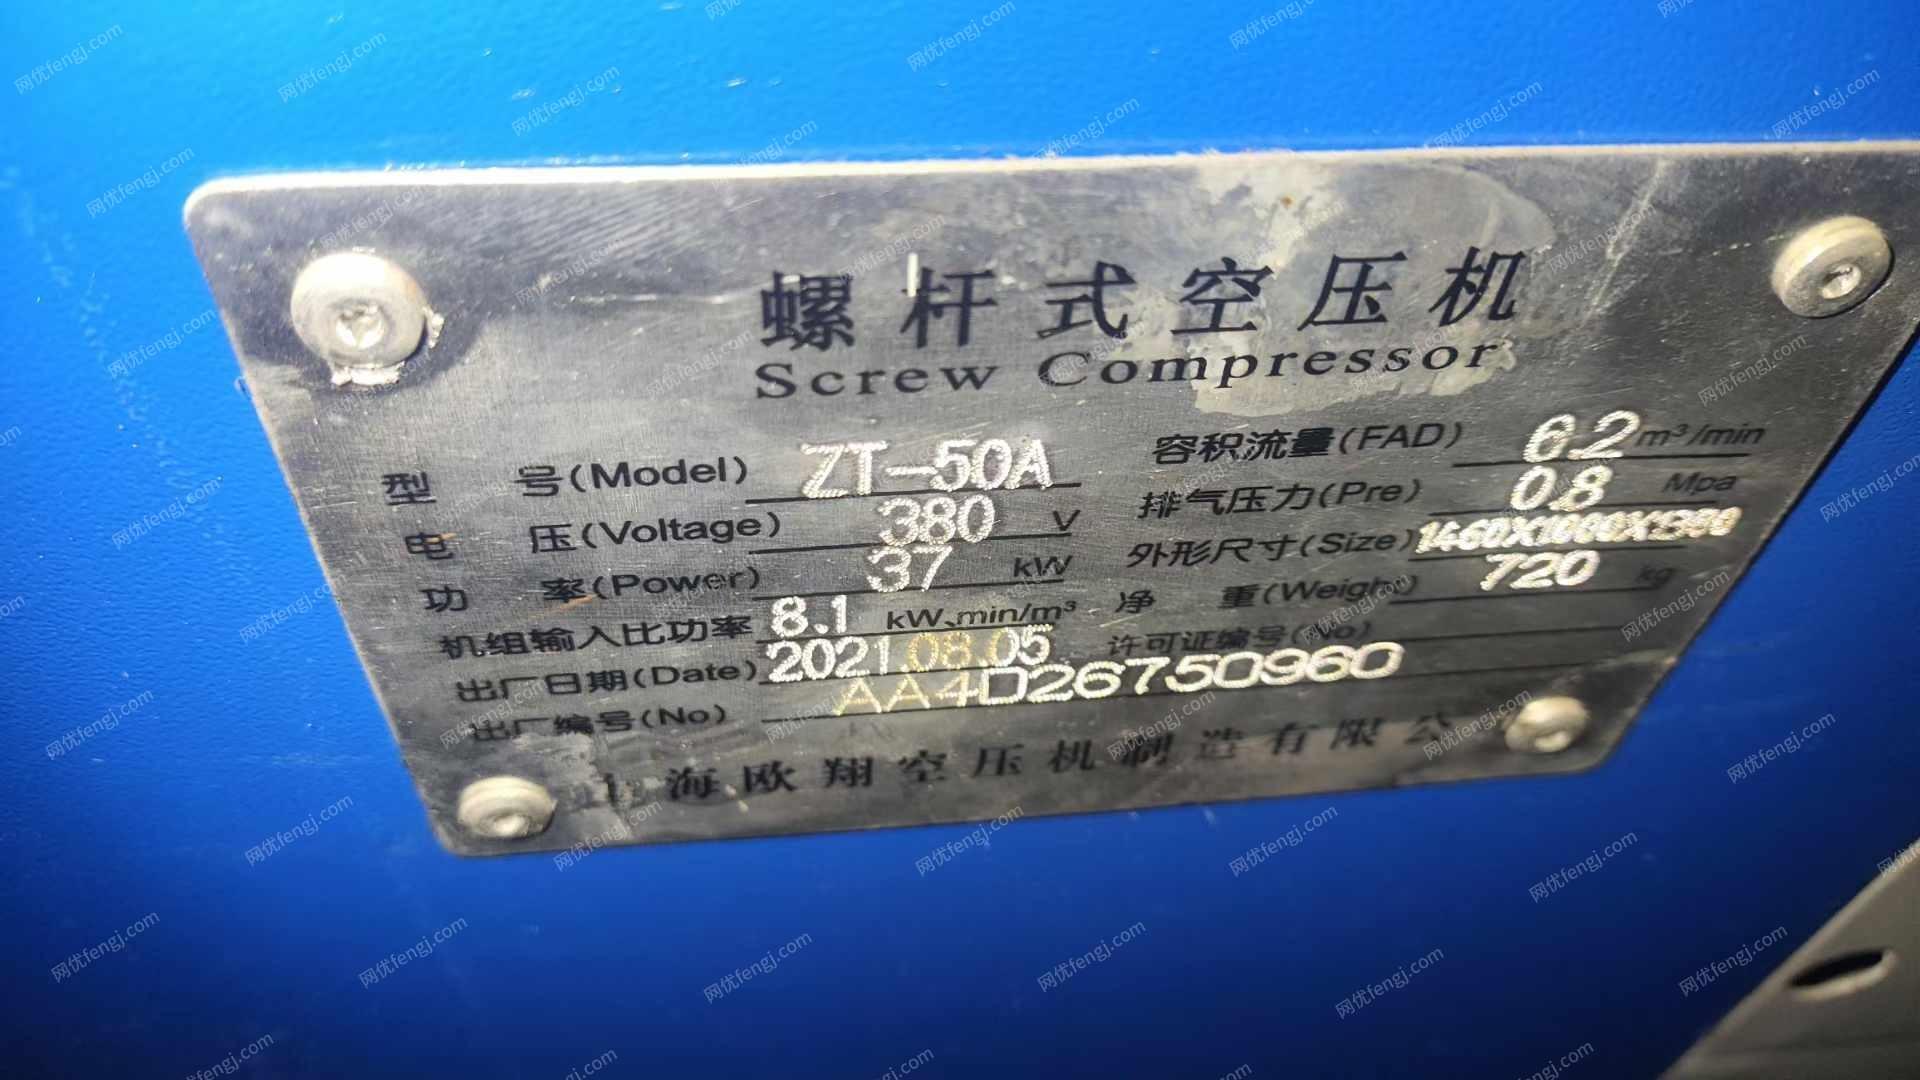 螺杆式空压机
Screw Compressor
型 号(Model) ZT-50A 容积流量(FAD) 6.2 m³/min
电 压(Voltage) 380 V 排气压力(Pre) 0.8 Mpa
功 率(Power) 37 kW 外形尺寸(Size) 1460X1000X1300
机组输入比功率 8.1 kW、min/m³ 净 重(Weight) 720 kg
出厂日期(Date) 2021.08.05 许可证编号(No)
出厂编号(No) AA4D26750960
上海欧翔空压机制造有限公
网优fengj.com